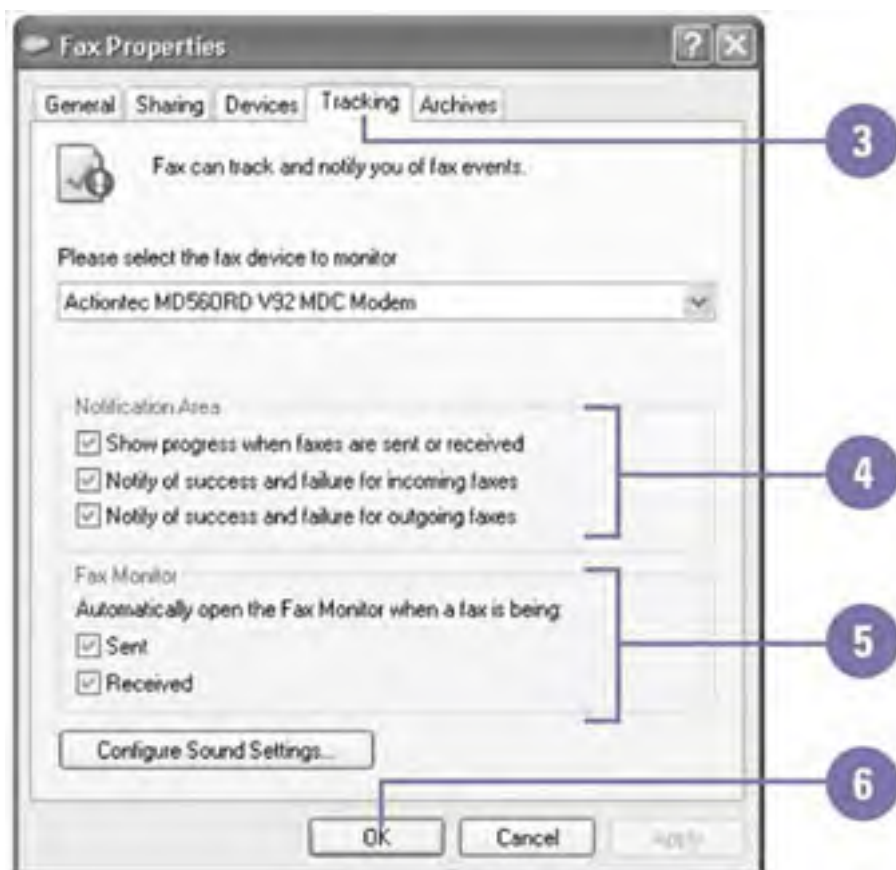 Fax Properties
General Sharing Devices Tracking Archives
3
Fax can track and notify you of fax events.
Please select the fax device to monitor
Actiontec MD560RD V92 MDC Modem
Notification Area
Show progress when faxes are sent or received
Notify of success and failure for incoming faxes
Notify of success and failure for outgoing faxes
4
Fax Monitor
Automatically open the Fax Monitor when a fax is being:
Sent
Received
5
Configure Sound Settings...
6
OK Cancel Apply